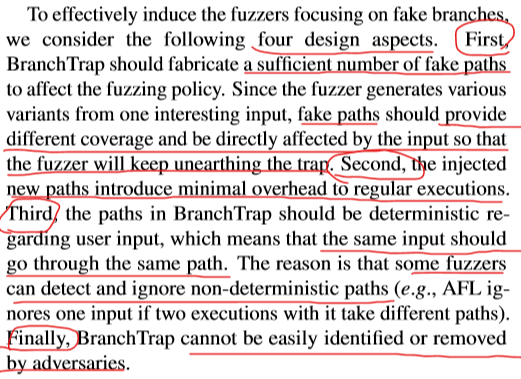 To effectively induce the fuzzers focusing on fake branches,
we consider the following four design aspects. First,
BranchTrap should fabricate a sufficient number of fake paths
to affect the fuzzing policy. Since the fuzzer generates various
variants from one interesting input, fake paths should provide
different coverage and be directly affected by the input so that
the fuzzer will keep unearthing the trap. Second, the injected
new paths introduce minimal overhead to regular executions.
Third, the paths in BranchTrap should be deterministic re-
garding user input, which means that the same input should
go through the same path. The reason is that some fuzzers
can detect and ignore non-deterministic paths (e.g., AFL ig-
nores one input if two executions with it take different paths).
Finally, BranchTrap cannot be easily identified or removed
by adversaries.